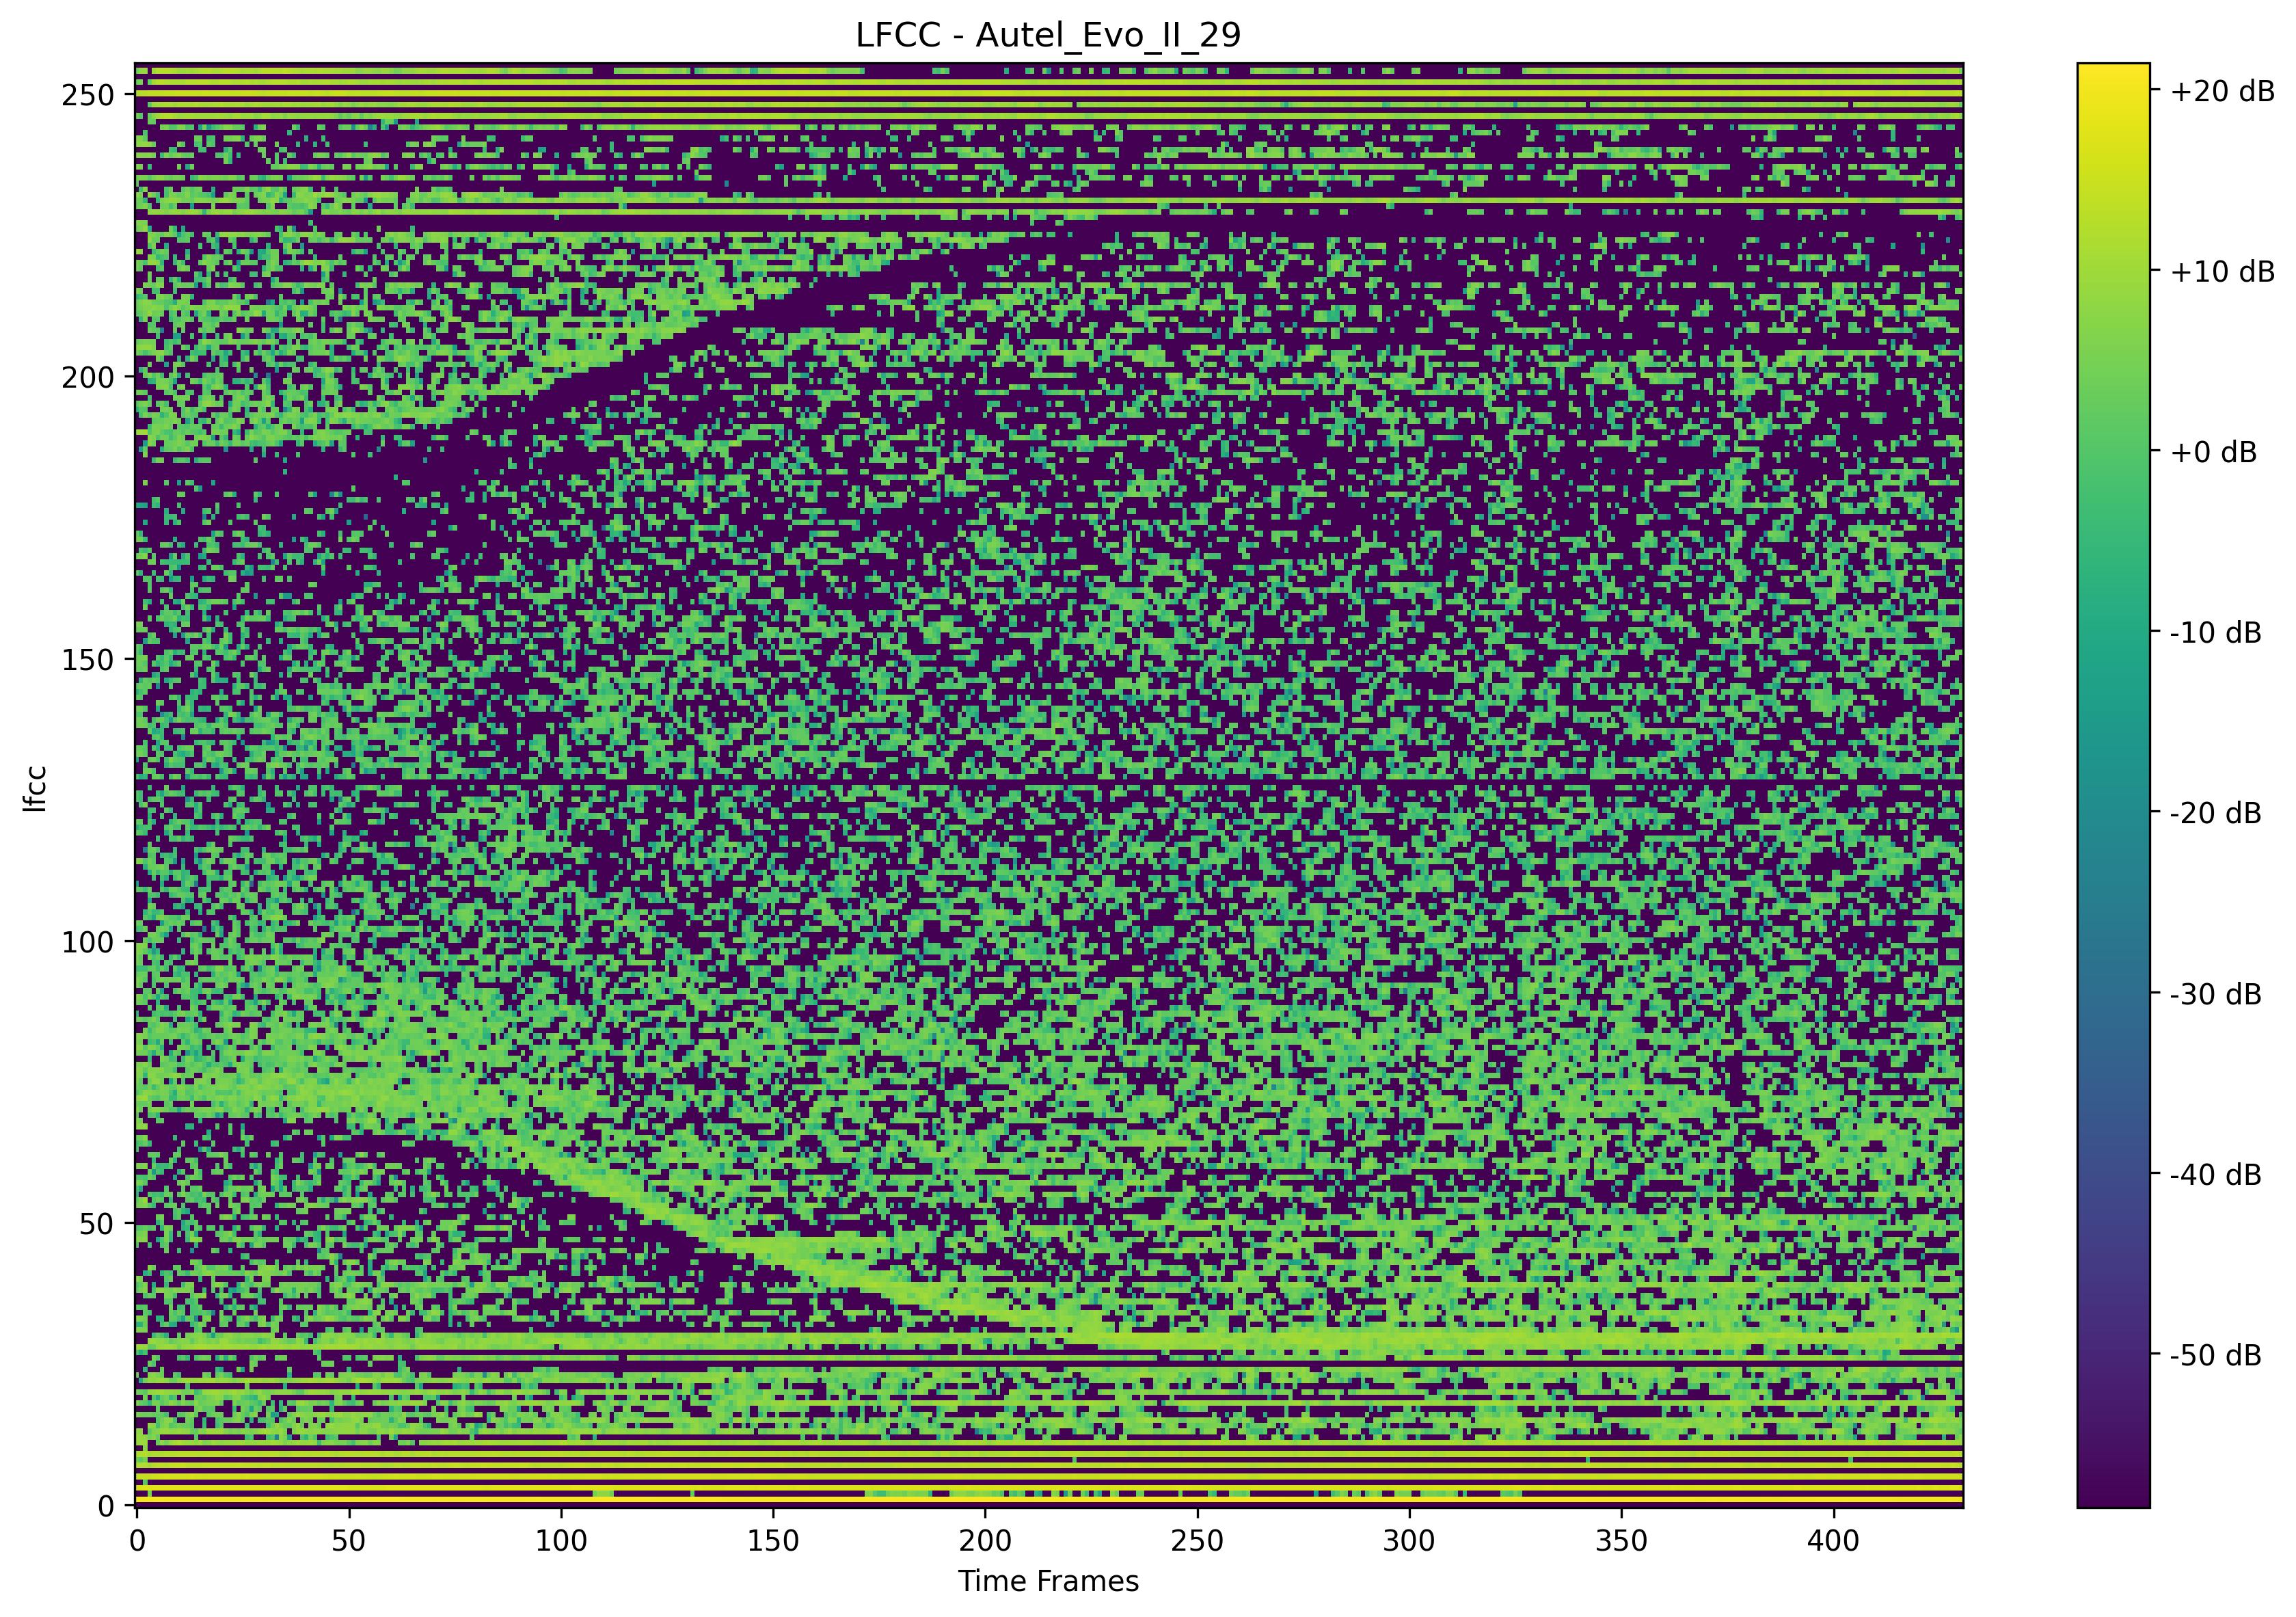 LFCC - Autel_Evo_II_29
250
200
150
100
50
0
lfcc
0 50 100 150 200 250 300 350 400
Time Frames
+20 dB
+10 dB
+0 dB
-10 dB
-20 dB
-30 dB
-40 dB
-50 dB